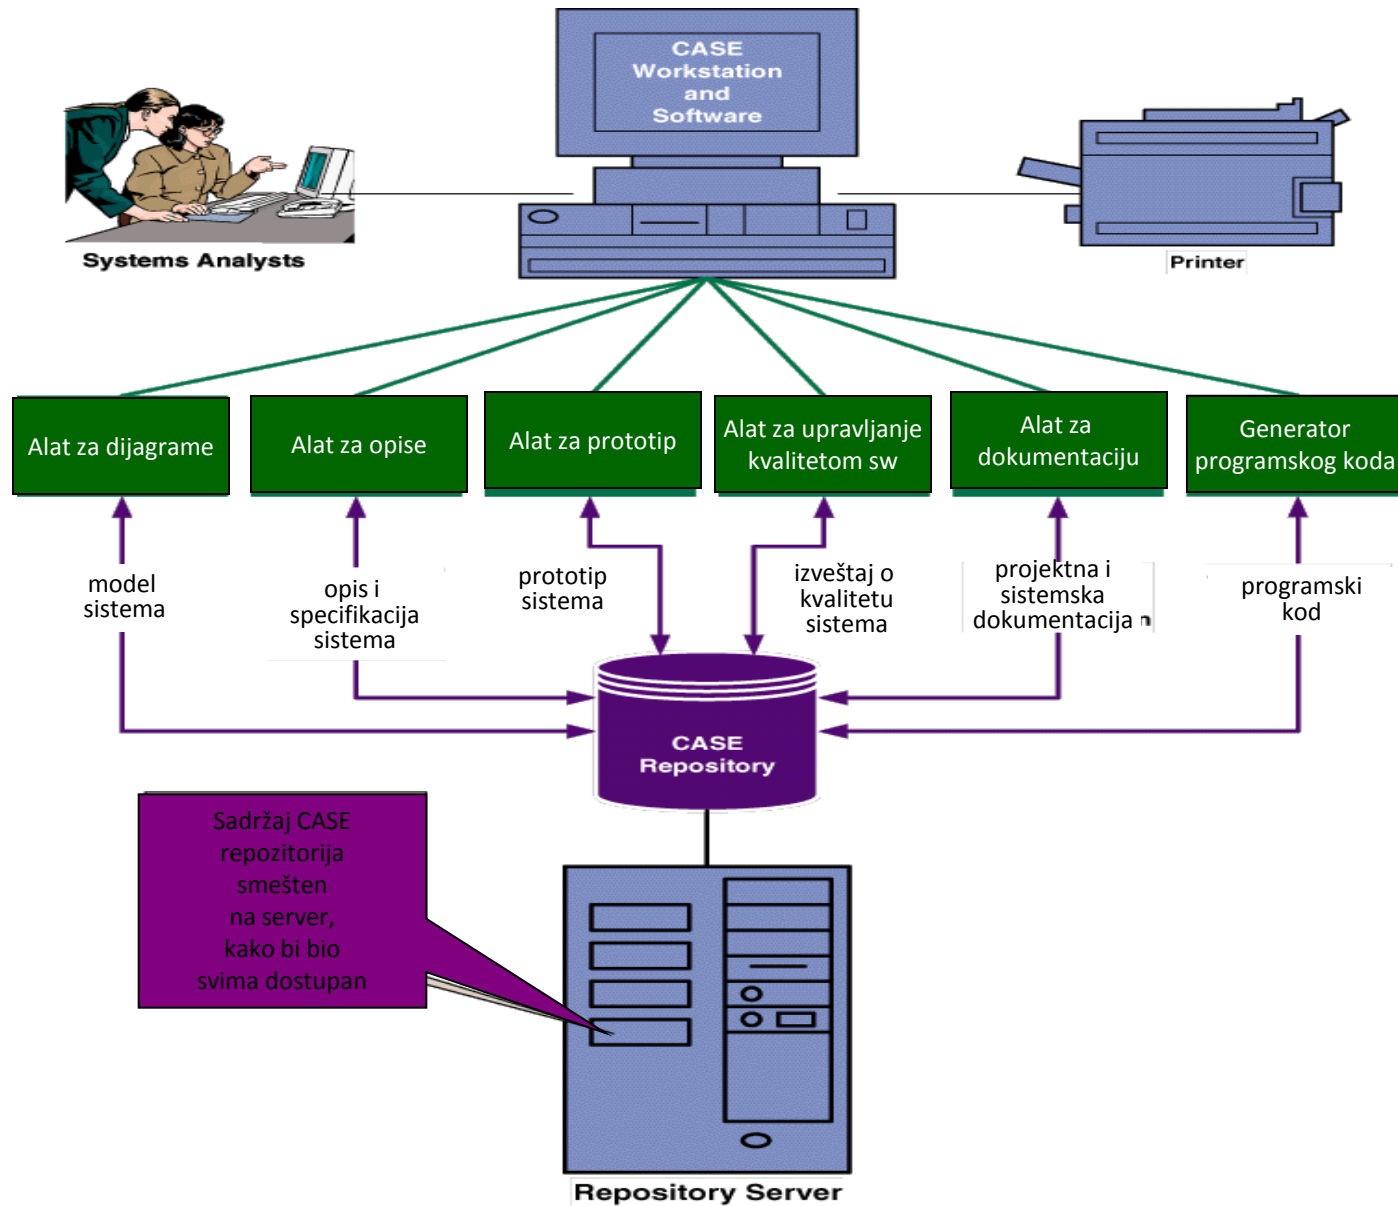 CASE
Workstation
and
Software
Systems Analysts
Printer
Alat za dijagrame
Alat za opise
Alat za prototip
Alat za upravljanje
kvalitetom sw
Alat za
dokumentaciju
Generator
programskog koda
model
sistema
opis i
specifikacija
sistema
prototip
sistema
izveštaj o
kvalitetu
sistema
projektna i
sistemska
dokumentacija n
programski
kod
CASE
Repository
Sadržaj CASE
repozitorija
smešten
na server,
kako bi bio
svima dostupan
Repository Server